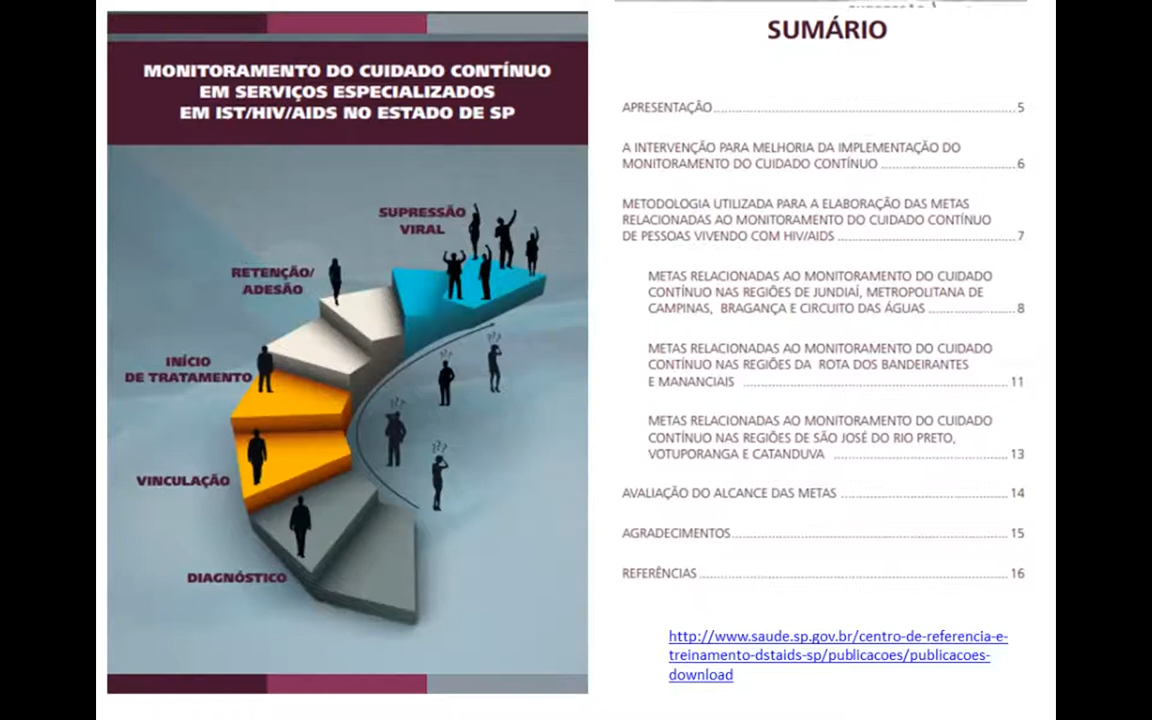 MONITORAMENTO DO CUIDADO CONTÍNUO
EM SERVIÇOS ESPECIALIZADOS
EM IST/HIV/AIDS NO ESTADO DE SP
SUPRESSÃO
VIRAL
RETENÇÃO/
ADESÃO
INÍCIO
DE TRATAMENTO
VINCULAÇÃO
DIAGNÓSTICO
???
???
???
???
SUMÁRIO
APRESENTAÇÃO 5
A INTERVENÇÃO PARA MELHORIA DA IMPLEMENTAÇÃO DO
MONITORAMENTO DO CUIDADO CONTÍNUO 6
METODOLOGIA UTILIZADA PARA A ELABORAÇÃO DAS METAS
RELACIONADAS AO MONITORAMENTO DO CUIDADO CONTÍNUO
DE PESSOAS VIVENDO COM HIV/AIDS 7
METAS RELACIONADAS AO MONITORAMENTO DO CUIDADO
CONTÍNUO NAS REGIÕES DE JUNDIAÍ, METROPOLITANA DE
CAMPINAS, BRAGANÇA E CIRCUITO DAS ÁGUAS 8
METAS RELACIONADAS AO MONITORAMENTO DO CUIDADO
CONTÍNUO NAS REGIÕES DA ROTA DOS BANDEIRANTES
E MANANCIAIS 11
METAS RELACIONADAS AO MONITORAMENTO DO CUIDADO
CONTÍNUO NAS REGIÕES DE SÃO JOSÉ DO RIO PRETO,
VOTUPORANGA E CATANDUVA 13
AVALIAÇÃO DO ALCANCE DAS METAS 14
AGRADECIMENTOS 15
REFERÊNCIAS 16
http://www.saude.sp.gov.br/centro-de-referencia-e-
treinamento-dstaids-sp/publicacoes/publicacoes-
download